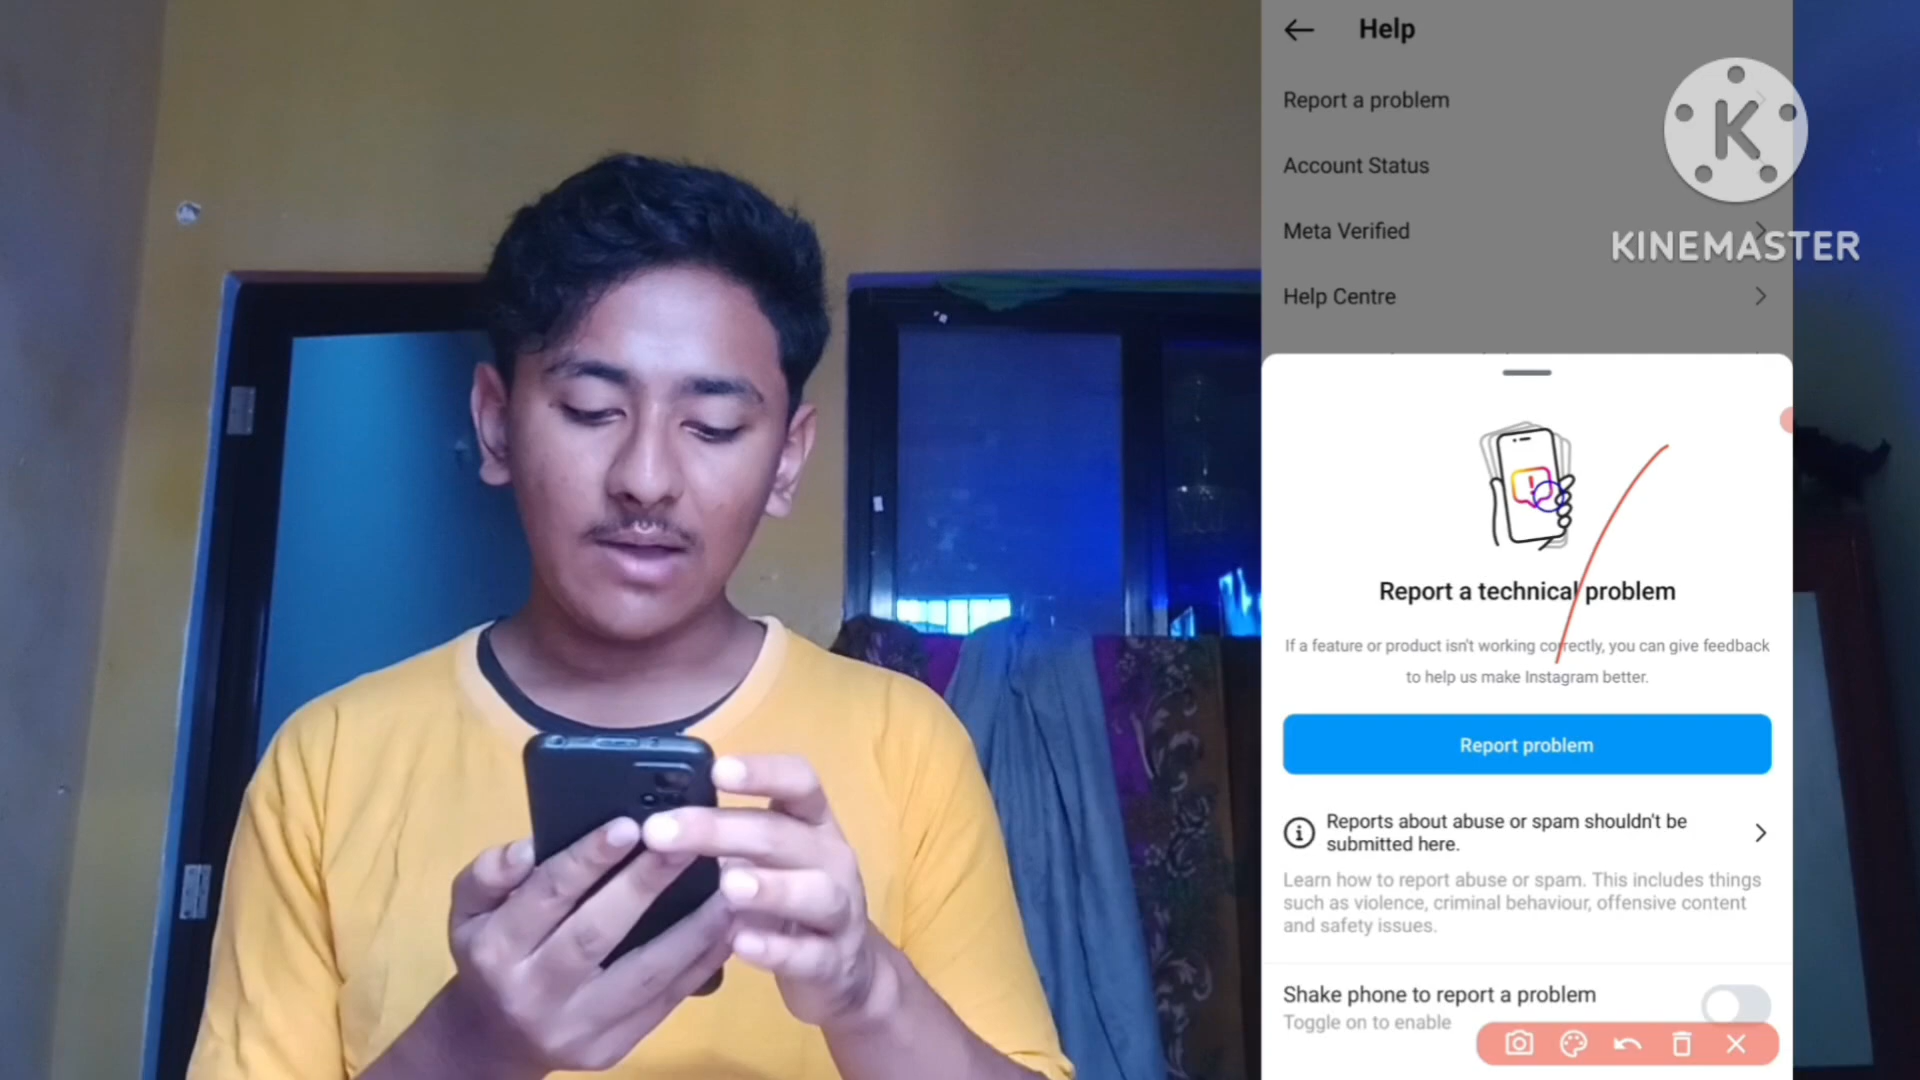 Help
Report a problem
Account Status
Meta Verified
Help Centre
K
KINEMASTER
Report a technical problem
If a feature or product isn't working correctly, you can give feedback
to help us make Instagram better.
Report problem
Reports about abuse or spam shouldn't be
submitted here.
Learn how to report abuse or spam. This includes things
such as violence, criminal behaviour, offensive content
and safety issues.
Shake phone to report a problem
Toggle on to enable